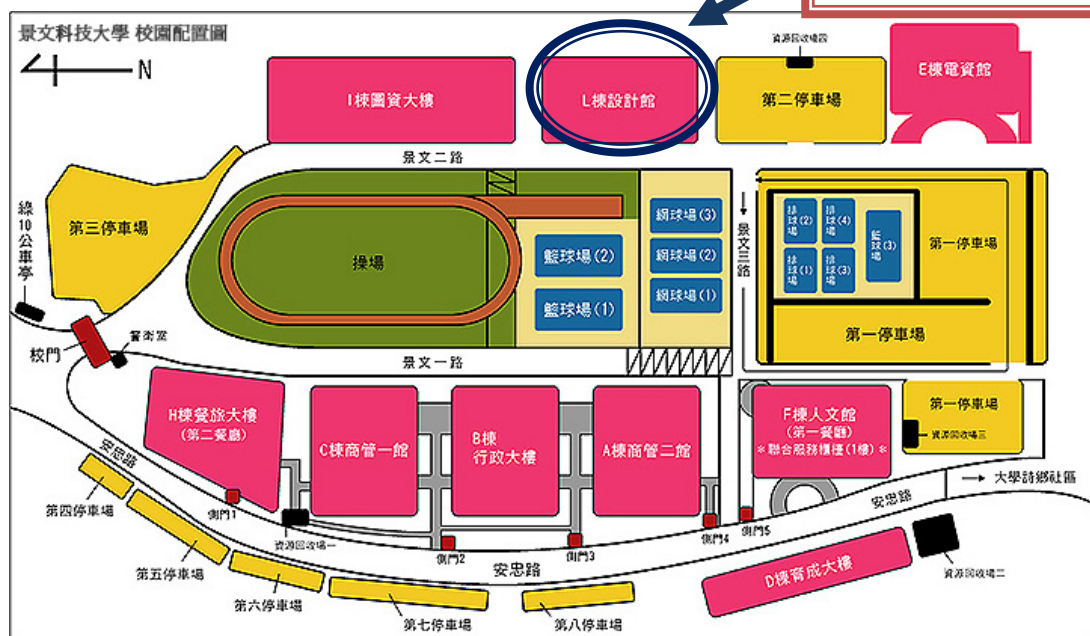 景文科技大學 校園配置圖
N
資源回收場四
I棟圖資大樓
L棟設計館
第二停車場
E棟電資館
景文二路
綠10公車亭
第三停車場
操場
籃球場(2)
籃球場(1)
網球場(3)
網球場(2)
網球場(1)
景文三路
排球場(2)
排球場(4)
籃球場(3)
排球場(1)
排球場(3)
第一停車場
第一停車場
校門
警衛室
景文一路
H棟餐旅大樓
(第二餐廳)
C棟商管一館
B棟
行政大樓
A棟商管二館
F棟人文館
(第一餐廳)
*聯合服務櫃檯(1樓)*
第一停車場
資源回收場三
大學詩鄉社區
安忠路
安忠路
安忠路
第四停車場
第五停車場
第六停車場
第七停車場
第八停車場
側門1
資源回收場一
側門2
側門3
側門4
側門5
D棟育成大樓
資源回收場二